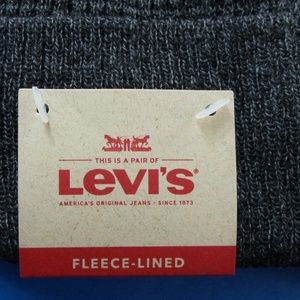 THIS IS A PAIR OF
LEVI'S®
AMERICA'S ORIGINAL JEANS - SINCE 1873
FLEECE-LINED